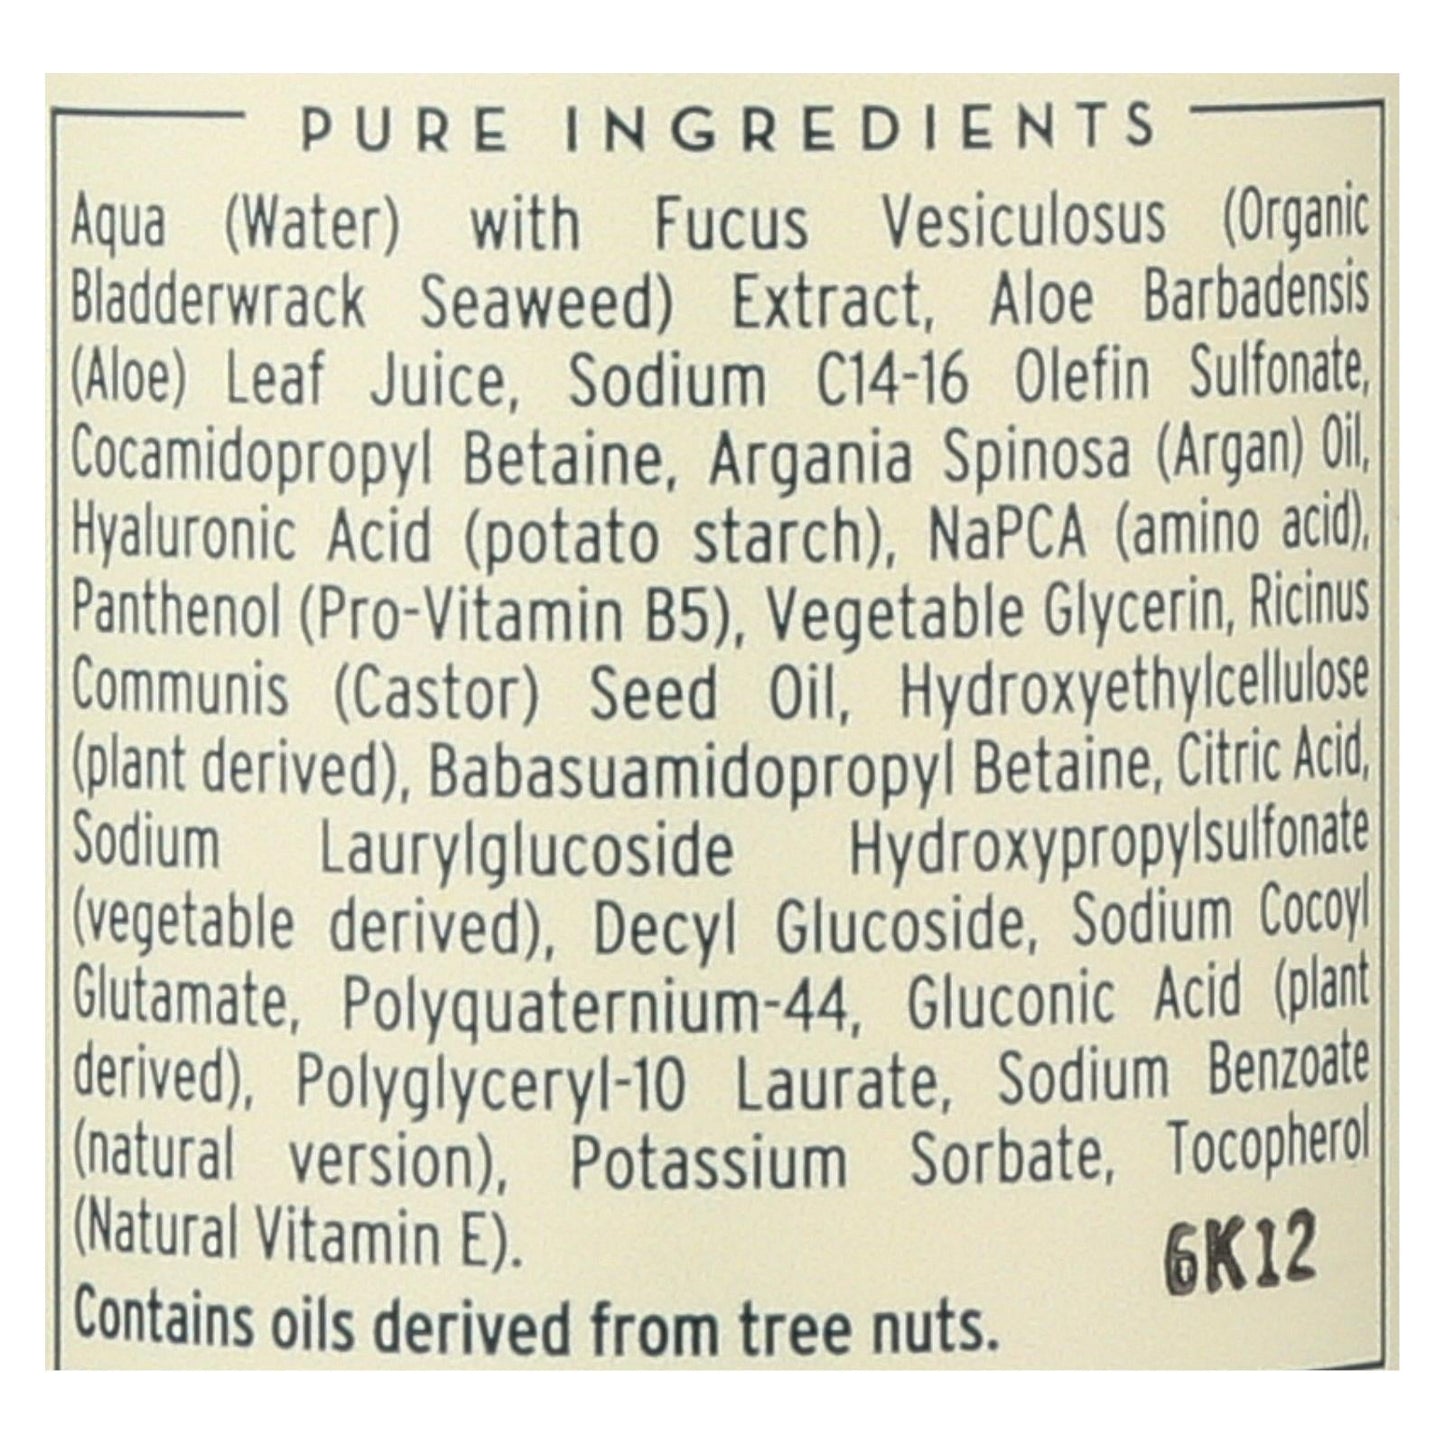 PURE INGREDIENTS
Aqua (Water) with Fucus Vesiculosus (Organic
Bladderwrack Seaweed) Extract, Aloe Barbadensis
(Aloe) Leaf Juice, Sodium C14-16 Olefin Sulfonate,
Cocamidopropyl Betaine, Argania Spinosa (Argan) Oil,
Hyaluronic Acid (potato starch), NaPCA (amino acid),
Panthenol (Pro-Vitamin B5), Vegetable Glycerin, Ricinus
Communis (Castor) Seed Oil, Hydroxyethylcellulose
(plant derived), Babasuamidopropyl Betaine, Citric Acid,
Sodium Laurylglucoside Hydroxypropylsulfonate
(vegetable derived), Decyl Glucoside, Sodium Cocoyl
Glutamate, Polyquaternium-44, Gluconic Acid (plant
derived), Polyglyceryl-10 Laurate, Sodium Benzoate
(natural version), Potassium Sorbate, Tocopherol
(Natural Vitamin E).
6K12
Contains oils derived from tree nuts.